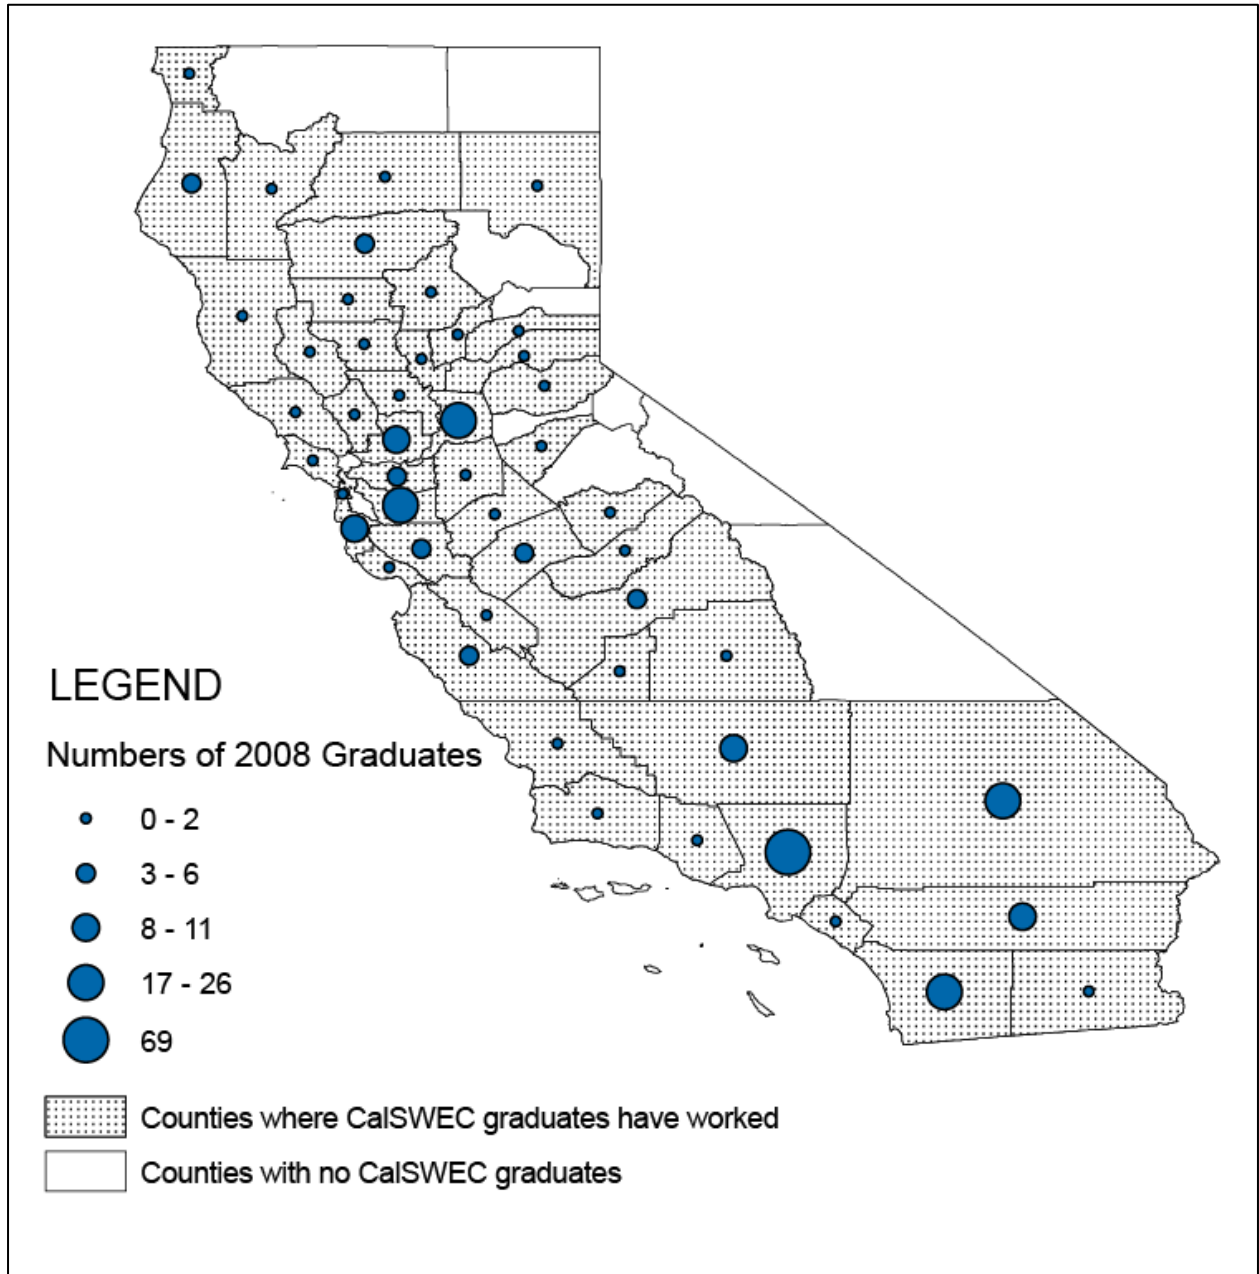 LEGEND
Numbers of 2008 Graduates
0 - 2
3 - 6
8 - 11
17 - 26
69
Counties where CalSWEC graduates have worked
Counties with no CalSWEC graduates